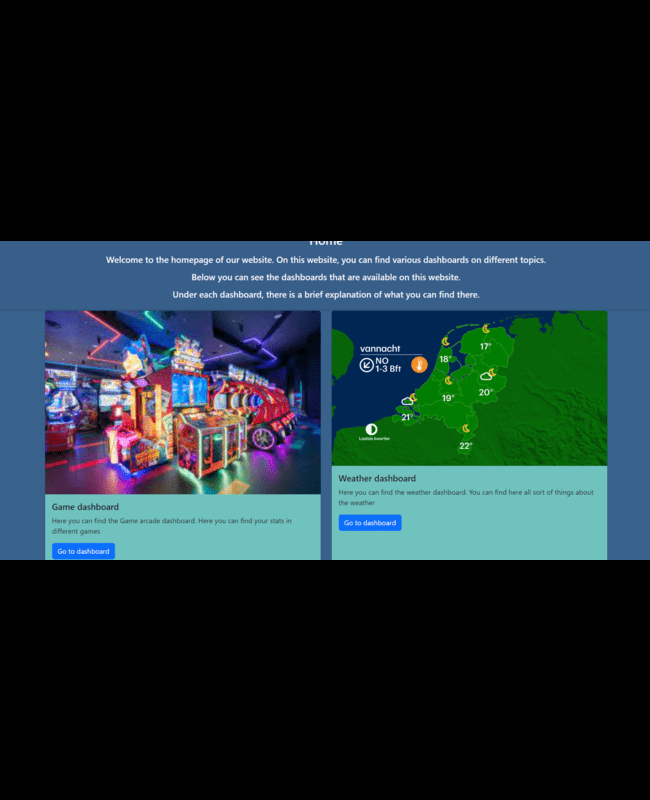 Home
Welcome to the homepage of our website. On this website, you can find various dashboards on different topics.
Below you can see the dashboards that are available on this website.
Under each dashboard, there is a brief explanation of what you can find there.
vannacht
NO
1-3 Bft
18°
17°
19°
20°
21°
22°
Laatste kwartier
Game dashboard
Here you can find the Game arcade dashboard. Here you can find your stats in
different games
Go to dashboard
Weather dashboard
Here you can find the weather dashboard. You can find here all sort of things about
the weather
Go to dashboard